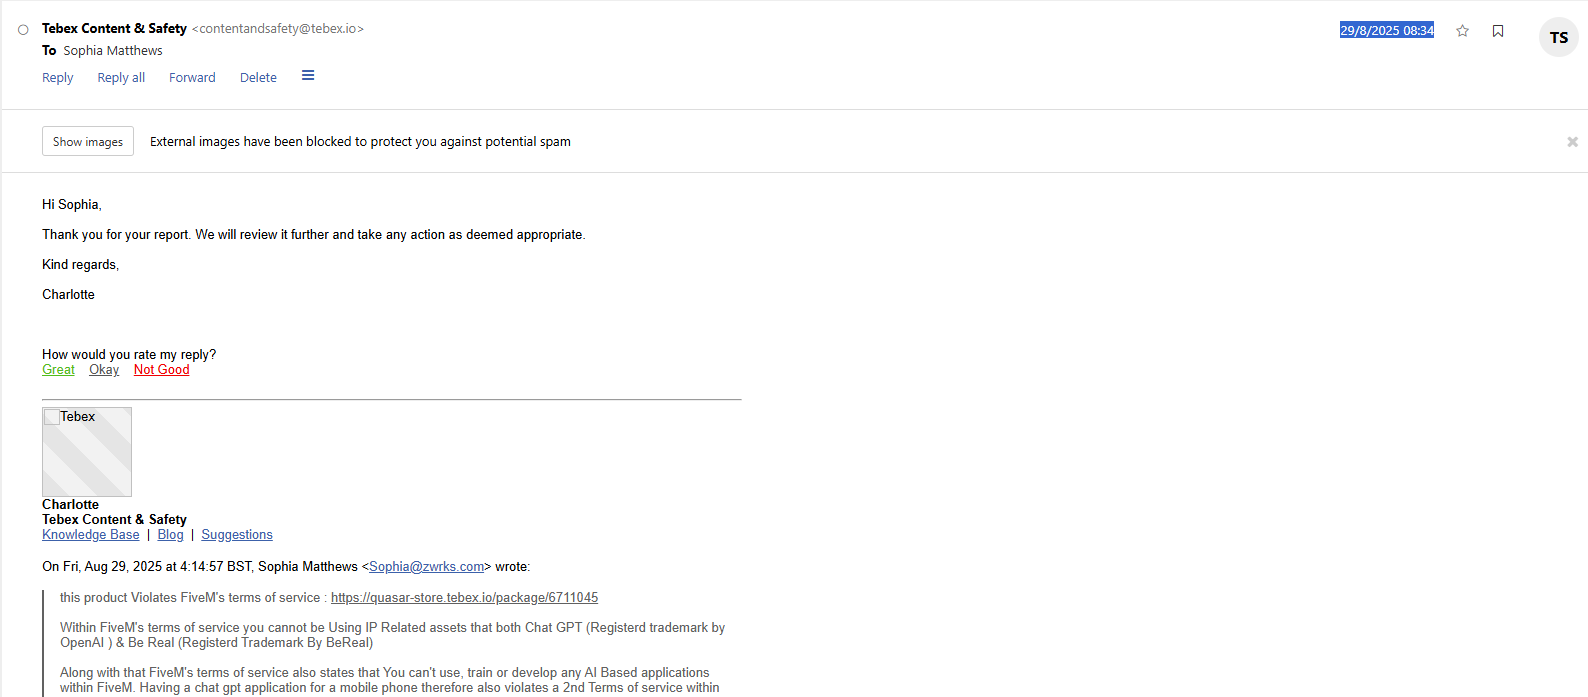 Tebex Content & Safety <contentandsafety@tebex.io>
29/8/2025 08:34
TS
To Sophia Matthews
Reply Reply all Forward Delete
Show images External images have been blocked to protect you against potential spam
Hi Sophia,
Thank you for your report. We will review it further and take any action as deemed appropriate.
Kind regards,
Charlotte
How would you rate my reply?
Great Okay Not Good
Tebex
Charlotte
Tebex Content & Safety
Knowledge Base | Blog | Suggestions
On Fri, Aug 29, 2025 at 4:14:57 BST, Sophia Matthews <Sophia@zwrks.com> wrote:
this product Violates FiveM's terms of service : https://quasar-store.tebex.io/package/6711045
Within FiveM's terms of service you cannot be Using IP Related assets that both Chat GPT (Registerd trademark by
OpenAI ) & Be Real (Registerd Trademark By BeReal)
Along with that FiveM's terms of service also states that You can't use, train or develop any AI Based applications
within FiveM. Having a chat gpt application for a mobile phone therefore also violates a 2nd Terms of service within